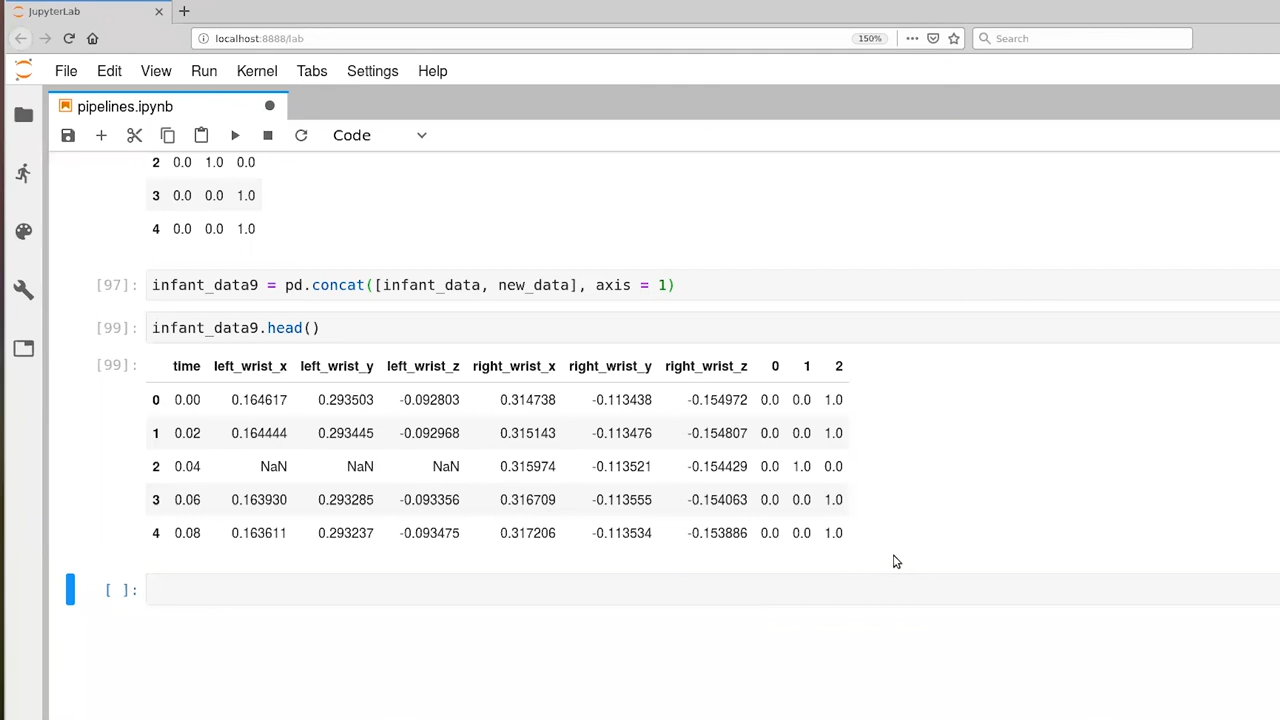 JupyterLab
localhost:8888/lab
150%
Search
File Edit View Run Kernel Tabs Settings Help
pipelines.ipynb
Code
2 0.0 1.0 0.0
3 0.0 0.0 1.0
4 0.0 0.0 1.0
[97]: infant_data9 = pd.concat([infant_data, new_data], axis = 1)
[99]: infant_data9.head()
[99]: time left_wrist_x left_wrist_y left_wrist_z right_wrist_x right_wrist_y right_wrist_z 0 1 2
0 0.00 0.164617 0.293503 -0.092803 0.314738 -0.113438 -0.154972 0.0 0.0 1.0
1 0.02 0.164444 0.293445 -0.092968 0.315143 -0.113476 -0.154807 0.0 0.0 1.0
2 0.04 NaN NaN NaN 0.315974 -0.113521 -0.154429 0.0 1.0 0.0
3 0.06 0.163930 0.293285 -0.093356 0.316709 -0.113555 -0.154063 0.0 0.0 1.0
4 0.08 0.163611 0.293237 -0.093475 0.317206 -0.113534 -0.153886 0.0 0.0 1.0
[ ]: